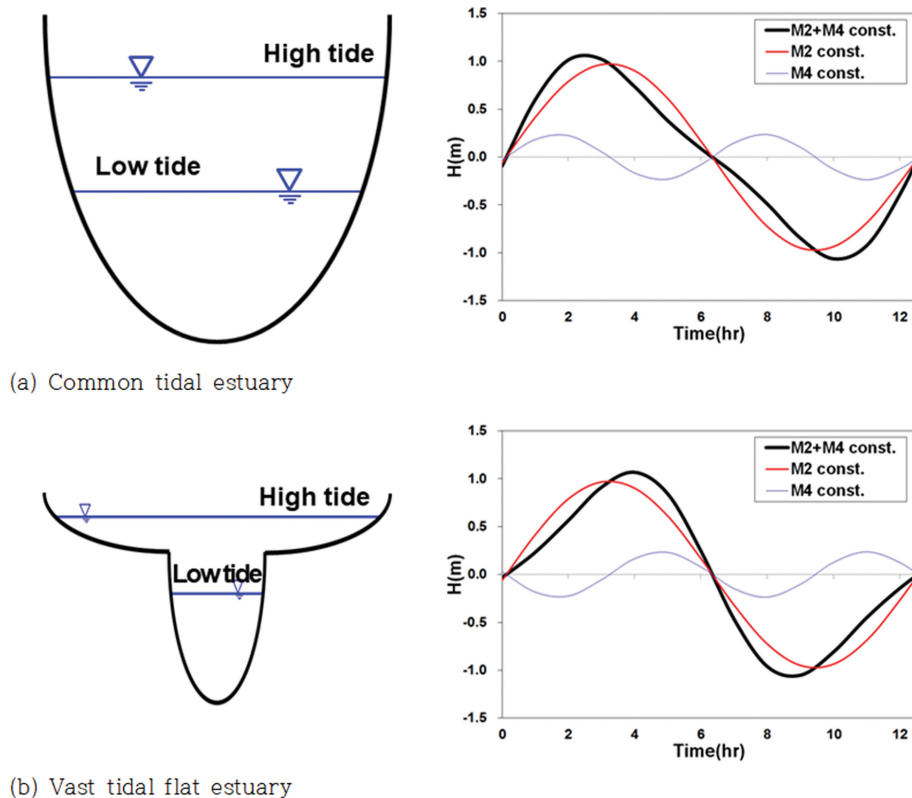 High tide
Low tide
1.5
1.0
0.5
0.0
-0.5
-1.0
-1.5
H(m)
M2+M4 const.
M2 const.
M4 const.
0 2 4 6 8 10 12
Time(hr)
(a) Common tidal estuary
High tide
Low tide
1.5
1.0
0.5
0.0
-0.5
-1.0
-1.5
H(m)
M2+M4 const.
M2 const.
M4 const.
0 2 4 6 8 10 12
Time(hr)
(b) Vast tidal flat estuary